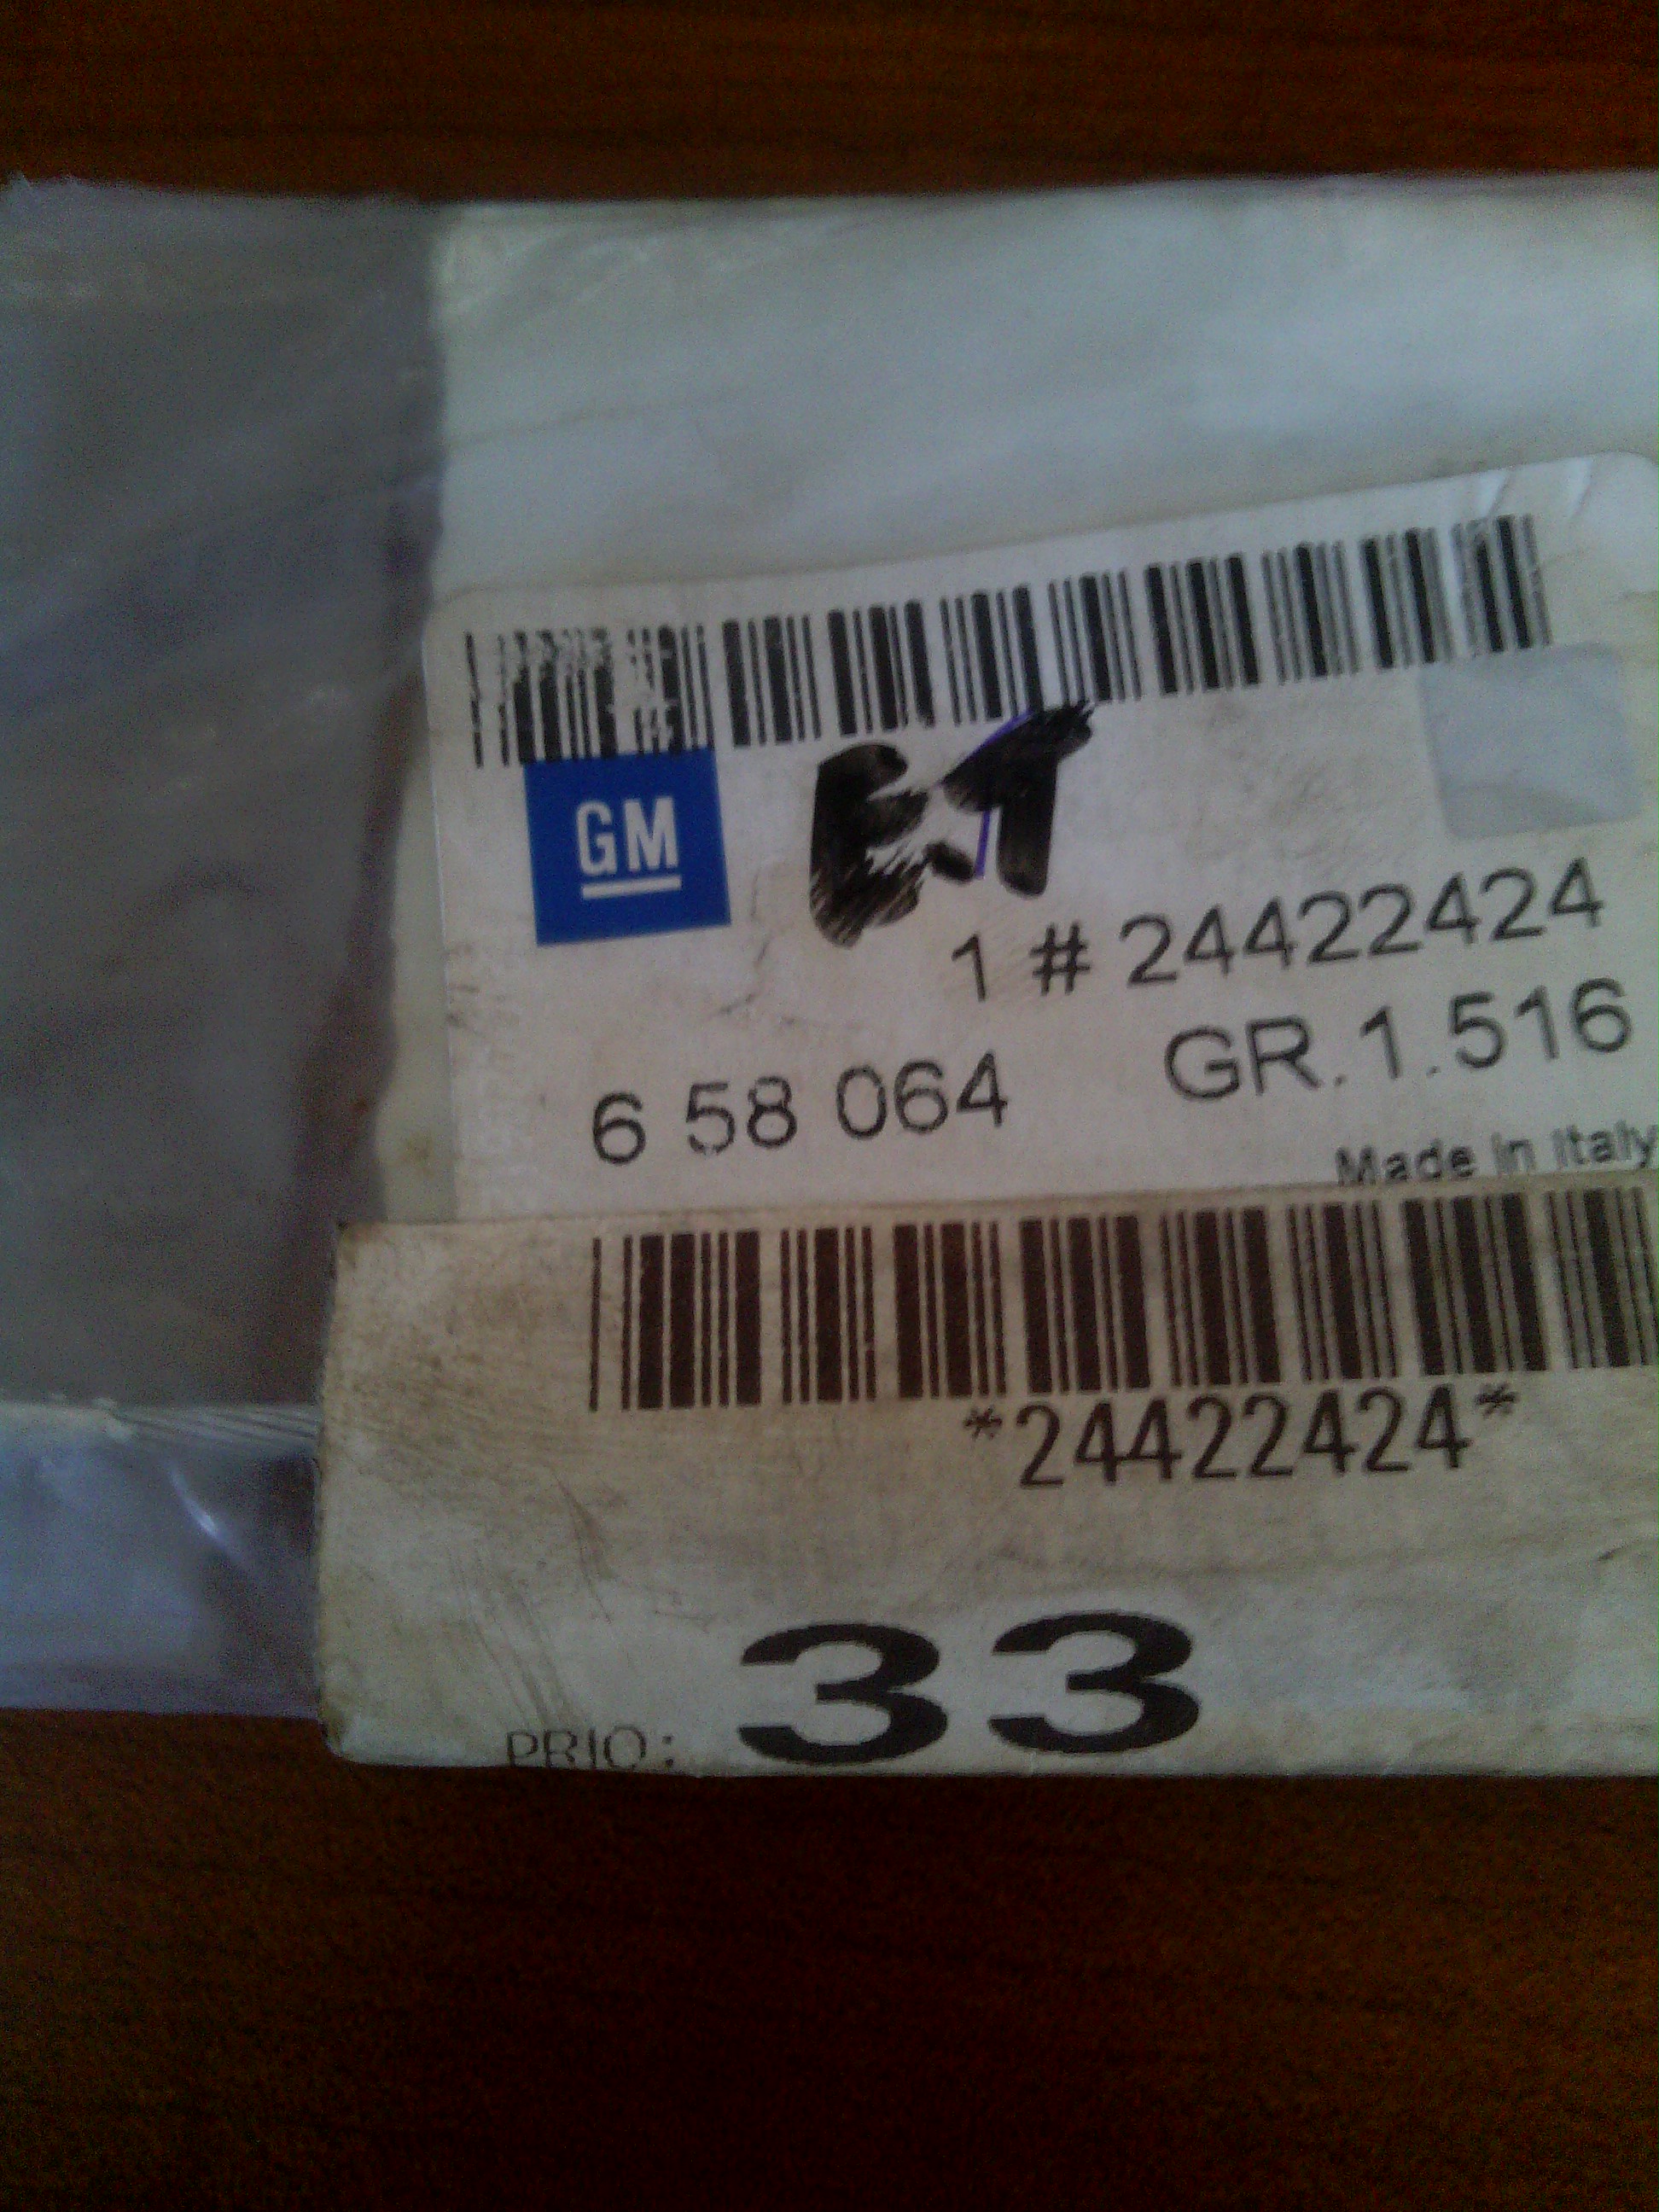 GM
1 # 24422424
6 58 064 GR.1.516
Made in Italy
*24422424*
PRIO: 33